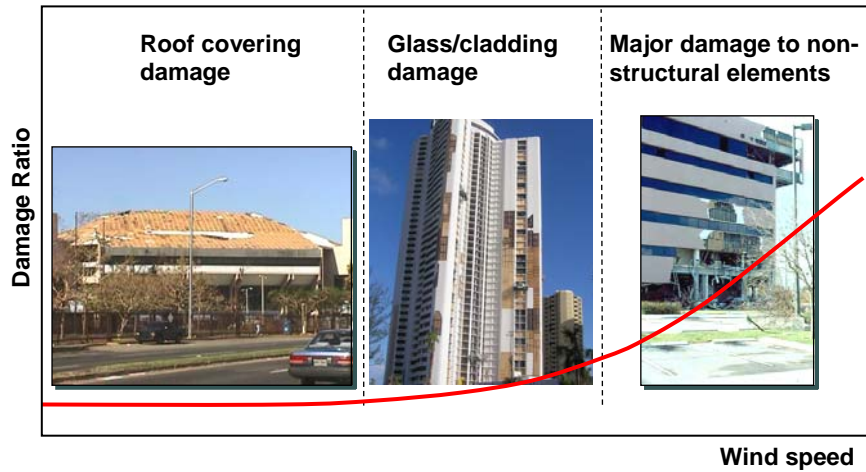 Roof covering
damage
Glass/cladding
damage
Major damage to non-
structural elements
Damage Ratio
Wind speed